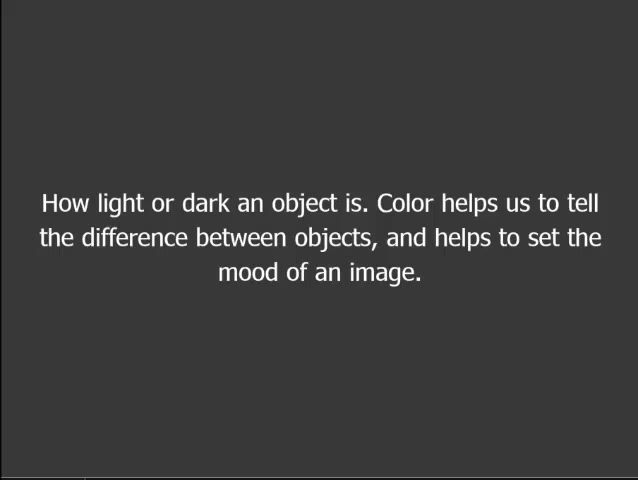 How light or dark an object is. Color helps us to tell
the difference between objects, and helps to set the
mood of an image.